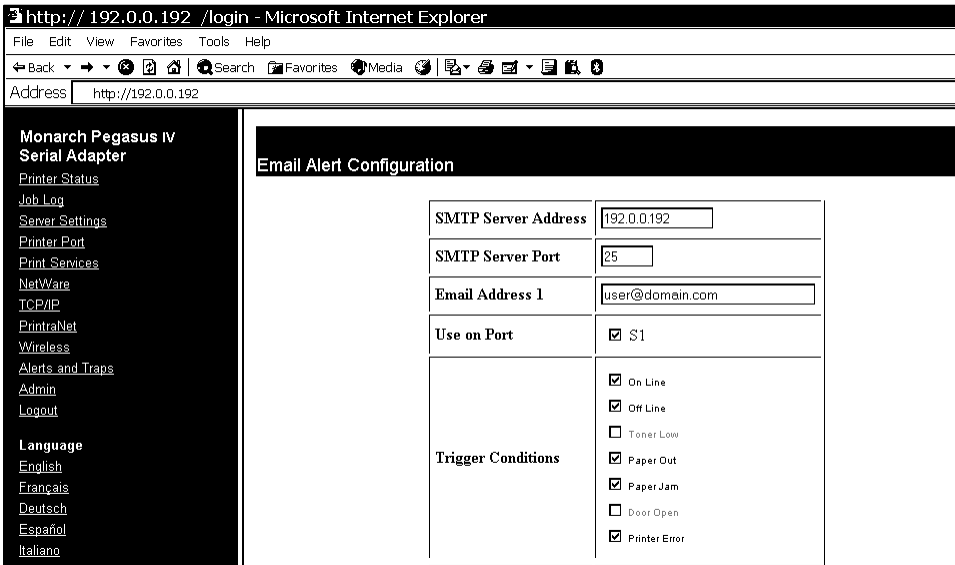 http:// 192.0.0.192 /login - Microsoft Internet Explorer
File Edit View Favorites Tools Help
Back Search Favorites Media
Address http://192.0.0.192
Monarch Pegasus IV
Serial Adapter
Printer Status
Job Log
Server Settings
Printer Port
Print Services
NetWare
TCP/IP
PrintraNet
Wireless
Alerts and Traps
Admin
Logout
Language
English
Français
Deutsch
Español
Italiano
Email Alert Configuration
SMTP Server Address 192.0.0.192
SMTP Server Port 25
Email Address 1 user@domain.com
Use on Port S1
Trigger Conditions
On Line
Off Line
Toner Low
Paper Out
Paper Jam
Door Open
Printer Error